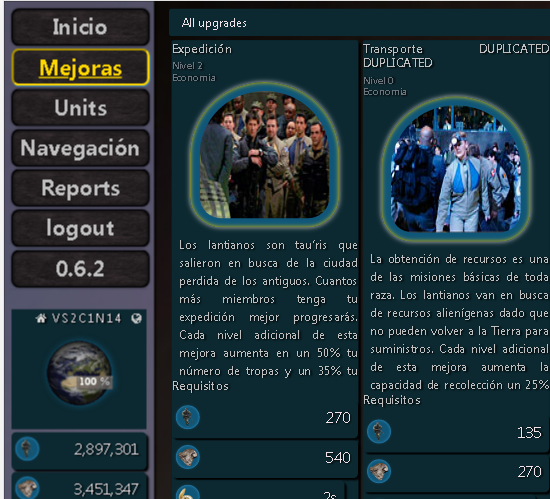 Inicio
Mejoras
Units
Navegación
Reports
logout
0.6.2
VS2C1N14
100 %
2,897,301
3,451,347
All upgrades
Expedición
Nivel 2
Economía
Los lantianos son tau'ris que
salieron en busca de la ciudad
perdida de los antiguos. Cuantos
más miembros tenga tu
expedición mejor progresarás.
Cada nivel adicional de esta
mejora aumenta en un 50% tu
número de tropas y un 35% tu
Requisitos
270
540
2s
Transporte DUPLICATED
DUPLICATED
Nivel 0
Economía
La obtención de recursos es una
de las misiones básicas de toda
raza. Los lantianos van en busca
de recursos alienígenas dado que
no pueden volver a la Tierra para
suministros. Cada nivel adicional
de esta mejora aumenta la
capacidad de recolección un 25%
Requisitos
135
270